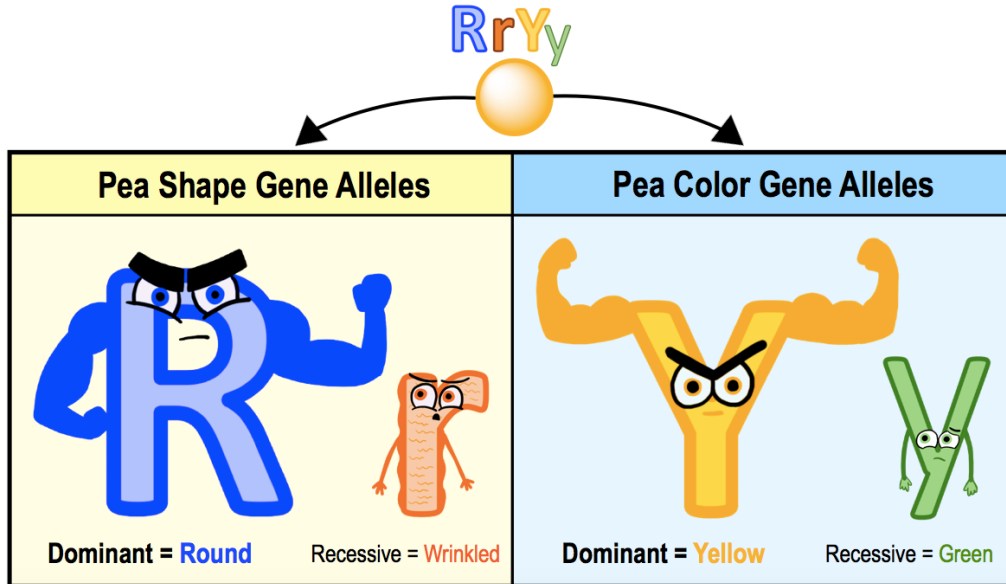 RrYy
Pea Shape Gene Alleles
Pea Color Gene Alleles
R
r
Y
y
Dominant = Round
Recessive = Wrinkled
Dominant = Yellow
Recessive = Green